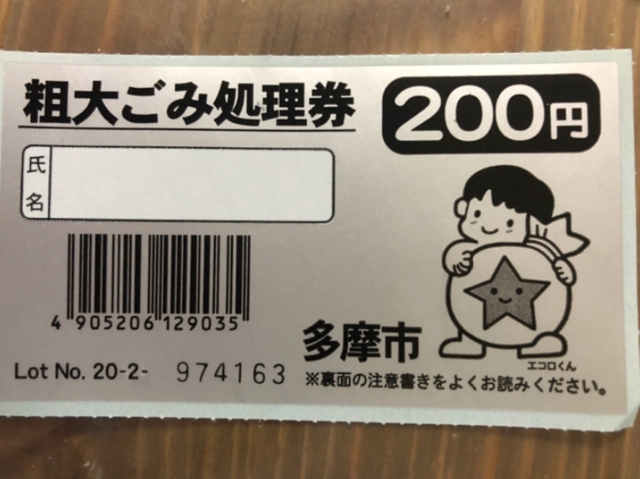 粗大ごみ処理券
200円
氏名
4 905206 129035
多摩市
エコロくん
Lot No. 20-2- 974163
※裏面の注意書きをよくお読みください。